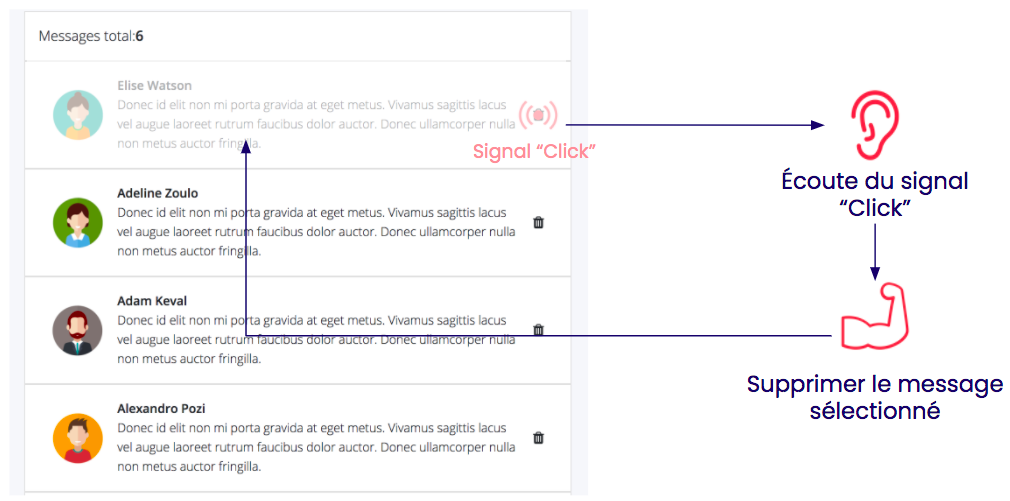 Messages total:6
Elise Watson
Donec id elit non mi porta gravida at eget metus. Vivamus sagittis lacus
vel augue laoreet rutrum faucibus dolor auctor. Donec ullamcorper nulla
non metus auctor fringilla.
Signal “Click”
Adeline Zoulo
Donec id elit non mi porta gravida at eget metus. Vivamus sagittis lacus
vel augue laoreet rutrum faucibus dolor auctor. Donec ullamcorper nulla
non metus auctor fringilla.
Adam Keval
Donec id elit non mi porta gravida at eget metus. Vivamus sagittis lacus
vel augue laoreet rutrum faucibus dolor auctor. Donec ullamcorper nulla
non metus auctor fringilla.
Alexandro Pozi
Donec id elit non mi porta gravida at eget metus. Vivamus sagittis lacus
vel augue laoreet rutrum faucibus dolor auctor. Donec ullamcorper nulla
non metus auctor fringilla.
Écoute du signal
“Click”
Supprimer le message
sélectionné